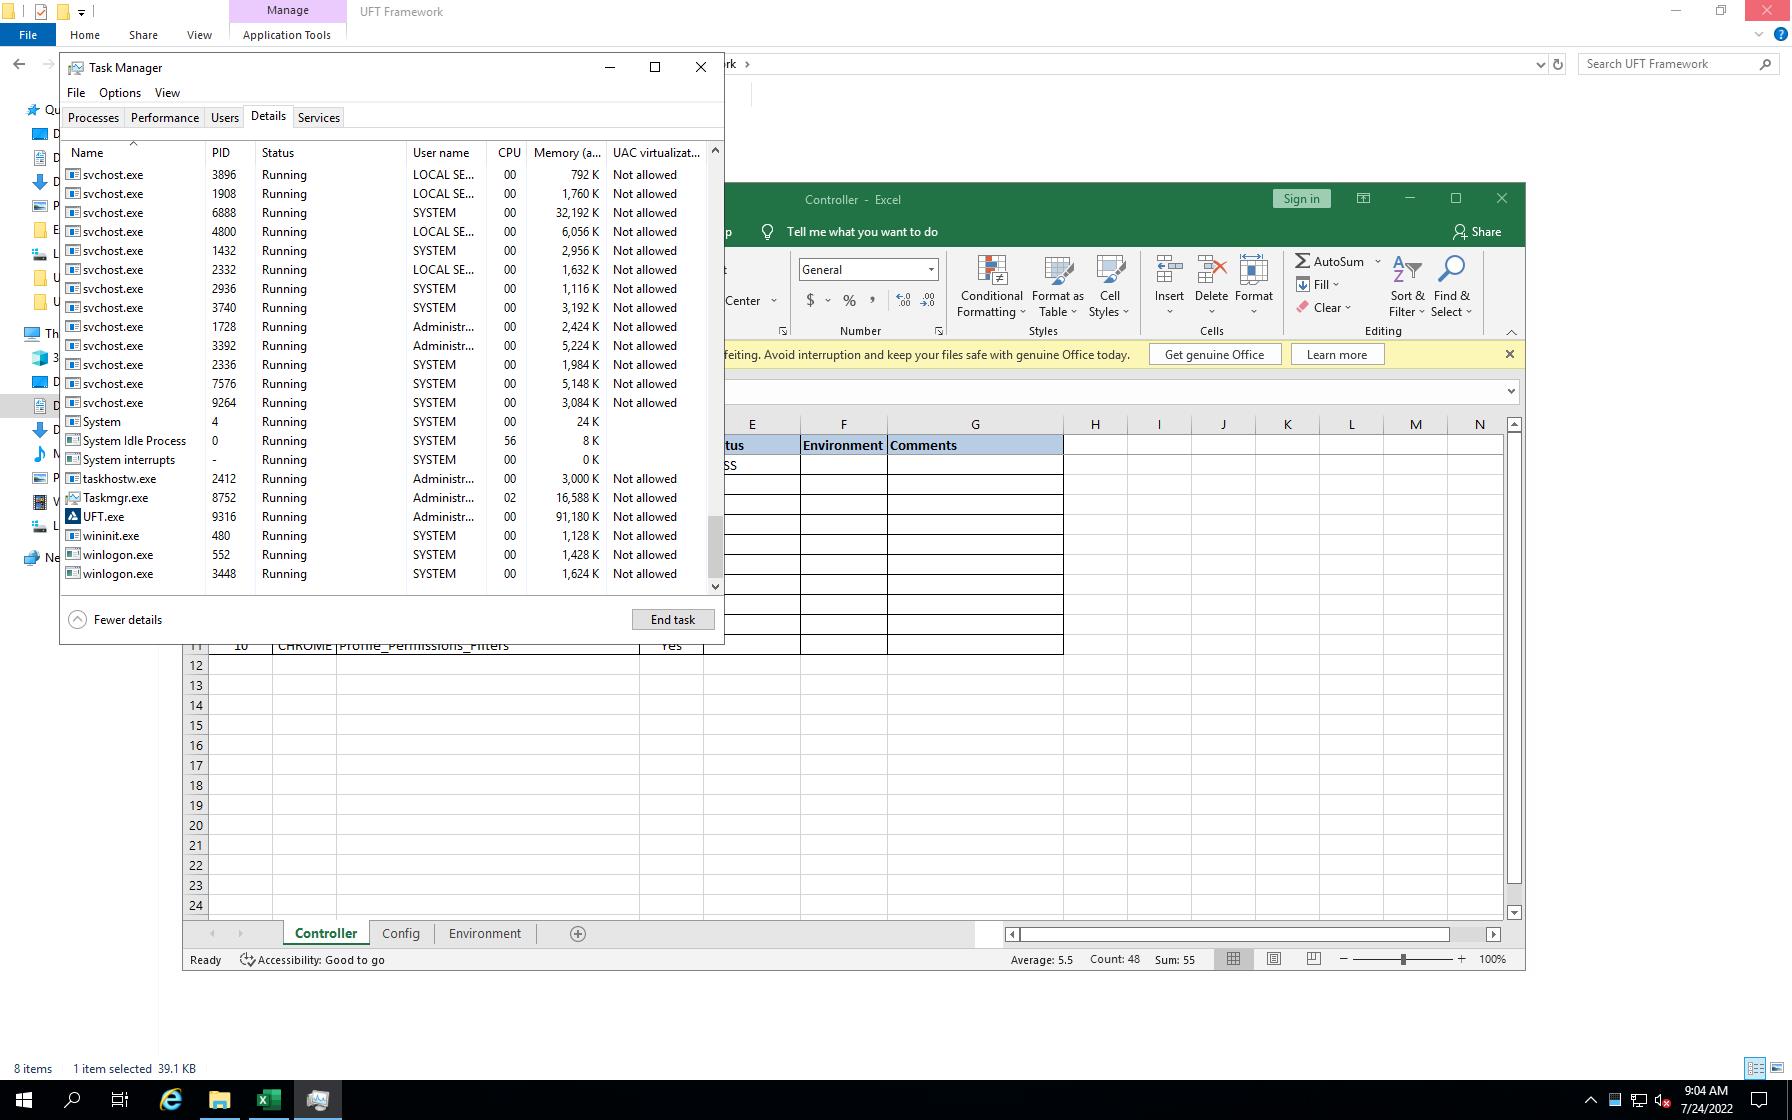 Manage
UFT Framework
File
Home
Share
View
Application Tools
Search UFT Framework
Task Manager
File Options View
Processes Performance Users Details Services
Name PID Status User name CPU Memory (a... UAC virtualizat...
svchost.exe 3896 Running LOCAL SE... 00 792 K Not allowed
svchost.exe 1908 Running LOCAL SE... 00 1,760 K Not allowed
svchost.exe 6888 Running SYSTEM 00 32,192 K Not allowed
svchost.exe 4800 Running LOCAL SE... 00 6,056 K Not allowed
svchost.exe 1432 Running SYSTEM 00 2,956 K Not allowed
svchost.exe 2332 Running LOCAL SE... 00 1,632 K Not allowed
svchost.exe 2936 Running SYSTEM 00 1,116 K Not allowed
svchost.exe 3740 Running SYSTEM 00 3,192 K Not allowed
svchost.exe 1728 Running Administr... 00 2,424 K Not allowed
svchost.exe 3392 Running Administr... 00 5,224 K Not allowed
svchost.exe 2336 Running SYSTEM 00 1,984 K Not allowed
svchost.exe 7576 Running SYSTEM 00 5,148 K Not allowed
svchost.exe 9264 Running SYSTEM 00 3,084 K Not allowed
System 4 Running SYSTEM 00 24 K
System Idle Process 0 Running SYSTEM 56 8 K
System interrupts - Running SYSTEM 00 0 K
taskhostw.exe 2412 Running Administr... 00 3,000 K Not allowed
Taskmgr.exe 8752 Running Administr... 02 16,588 K Not allowed
UFT.exe 9316 Running Administr... 00 91,180 K Not allowed
wininit.exe 480 Running SYSTEM 00 1,128 K Not allowed
winlogon.exe 552 Running SYSTEM 00 1,428 K Not allowed
winlogon.exe 3448 Running SYSTEM 00 1,624 K Not allowed
Fewer details
End task
Controller - Excel
Sign in
Tell me what you want to do
Share
General
Center
$ % ,
Number
Conditional Formatting
Format as Table
Cell Styles
Styles
Insert Delete Format
Cells
AutoSum
Fill
Clear
Sort & Filter
Find & Select
Editing
feiting. Avoid interruption and keep your files safe with genuine Office today.
Get genuine Office
Learn more
E F G H I J K L M N
tus Environment Comments
SS
11 10 CHROME Profile_Permissions_Filters Yes
12
13
14
15
16
17
18
19
20
21
22
23
24
Controller Config Environment
Ready
Accessibility: Good to go
Average: 5.5 Count: 48 Sum: 55
100%
8 items 1 item selected 39.1 KB
9:04 AM
7/24/2022